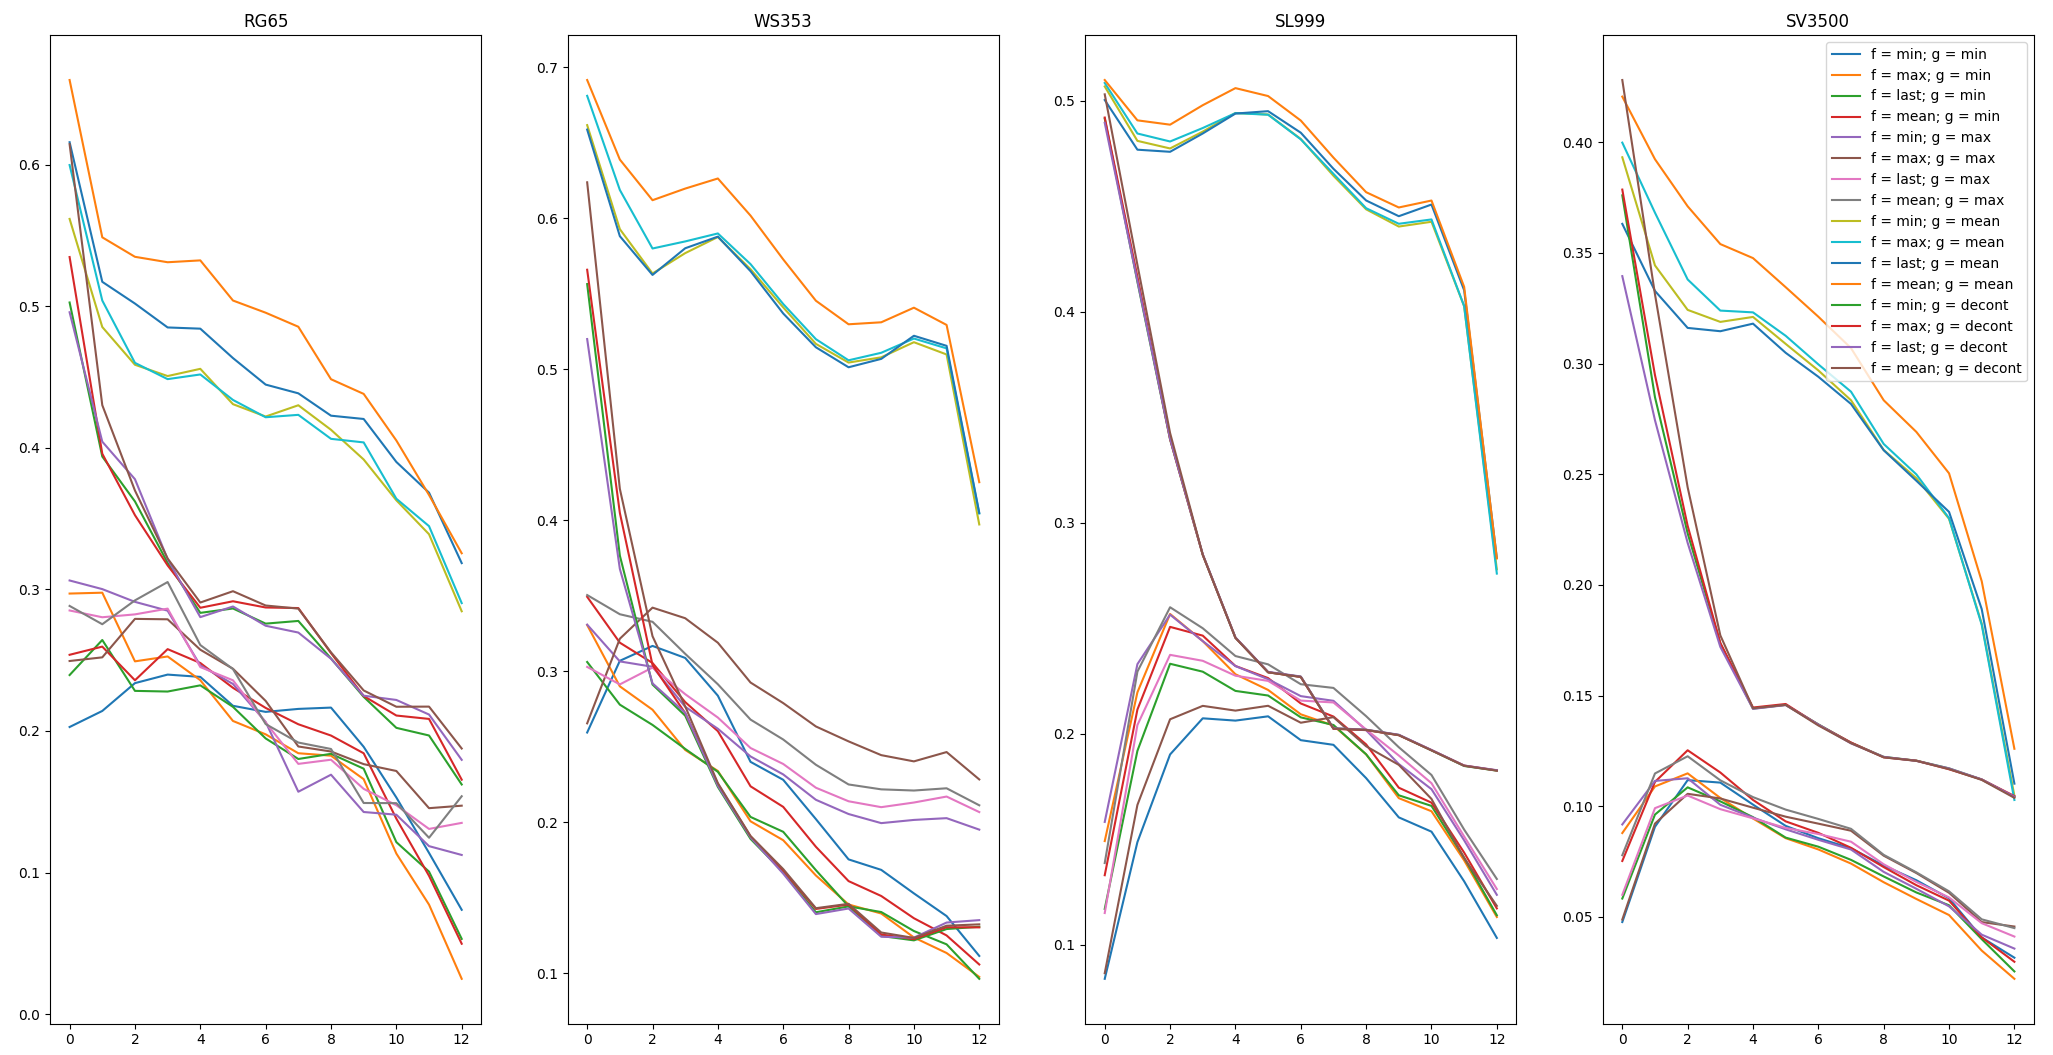 RG65
WS353
SL999
SV3500
0.6
0.5
0.4
0.3
0.2
0.1
0.0
0 2 4 6 8 10 12
0.7
0.6
0.5
0.4
0.3
0.2
0.1
0 2 4 6 8 10 12
0.5
0.4
0.3
0.2
0.1
0 2 4 6 8 10 12
0.40
0.35
0.30
0.25
0.20
0.15
0.10
0.05
0 2 4 6 8 10 12
f = min; g = min
f = max; g = min
f = last; g = min
f = mean; g = min
f = min; g = max
f = max; g = max
f = last; g = max
f = mean; g = max
f = min; g = mean
f = max; g = mean
f = last; g = mean
f = mean; g = mean
f = min; g = decont
f = max; g = decont
f = last; g = decont
f = mean; g = decont